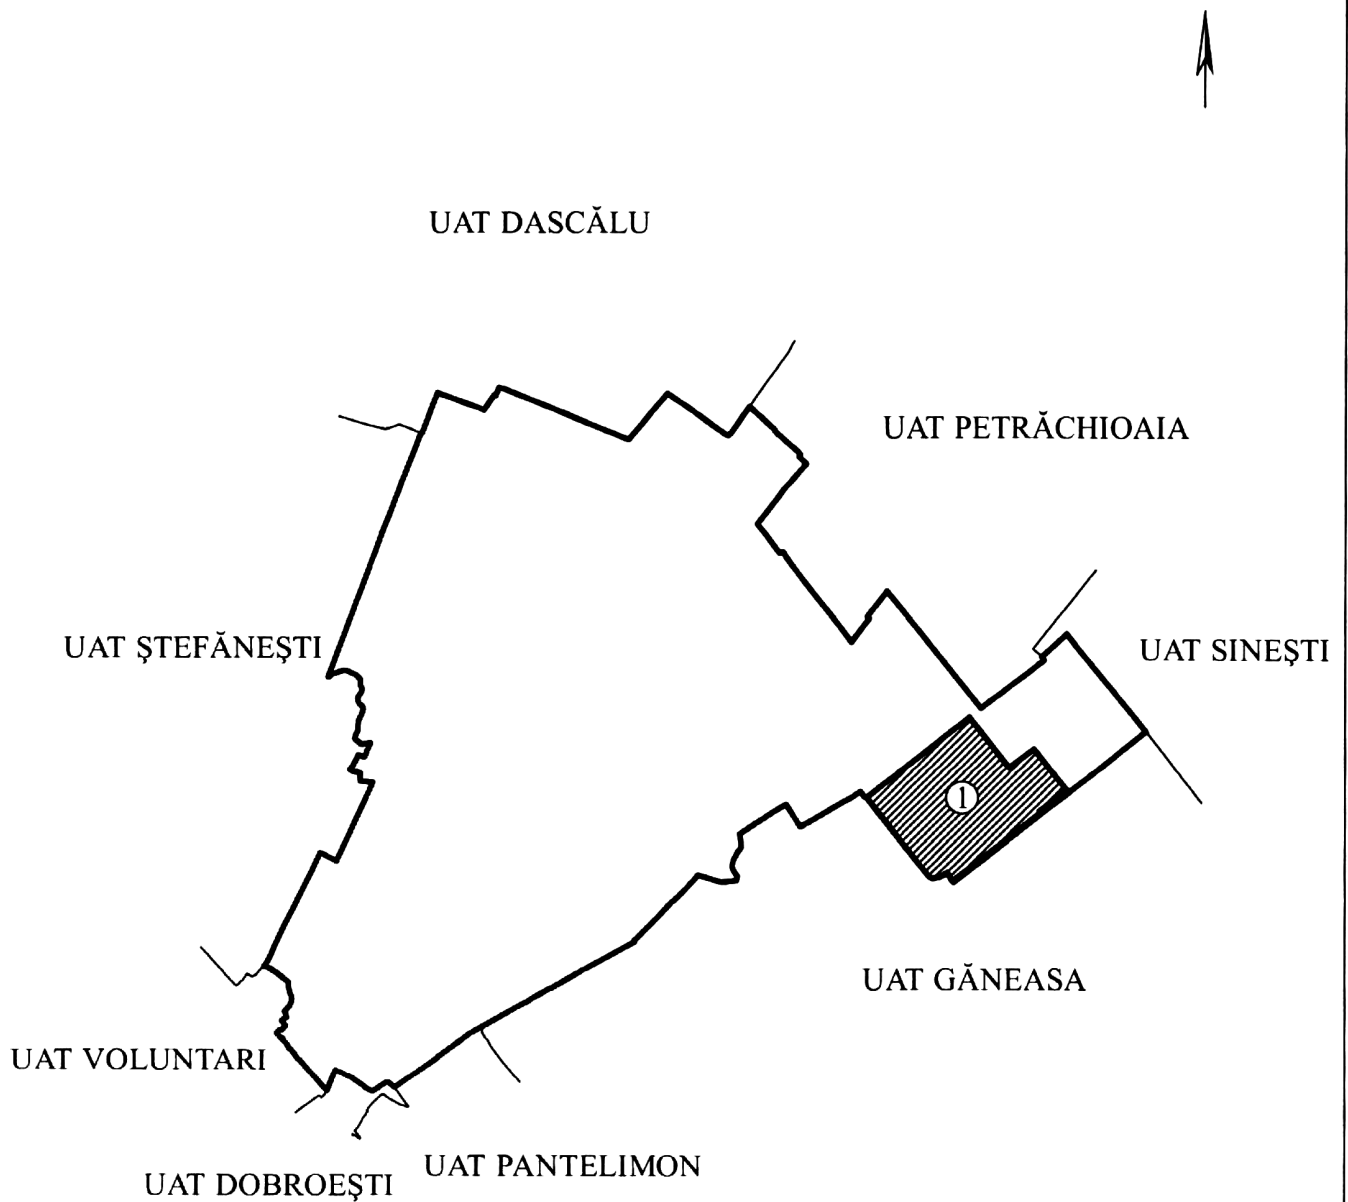 UAT DASCĂLU
UAT PETRĂCHIOAIA
UAT ŞTEFĂNEŞTI
UAT SINEŞTI
1
UAT GĂNEASA
UAT VOLUNTARI
UAT PANTELIMON
UAT DOBROEŞTI